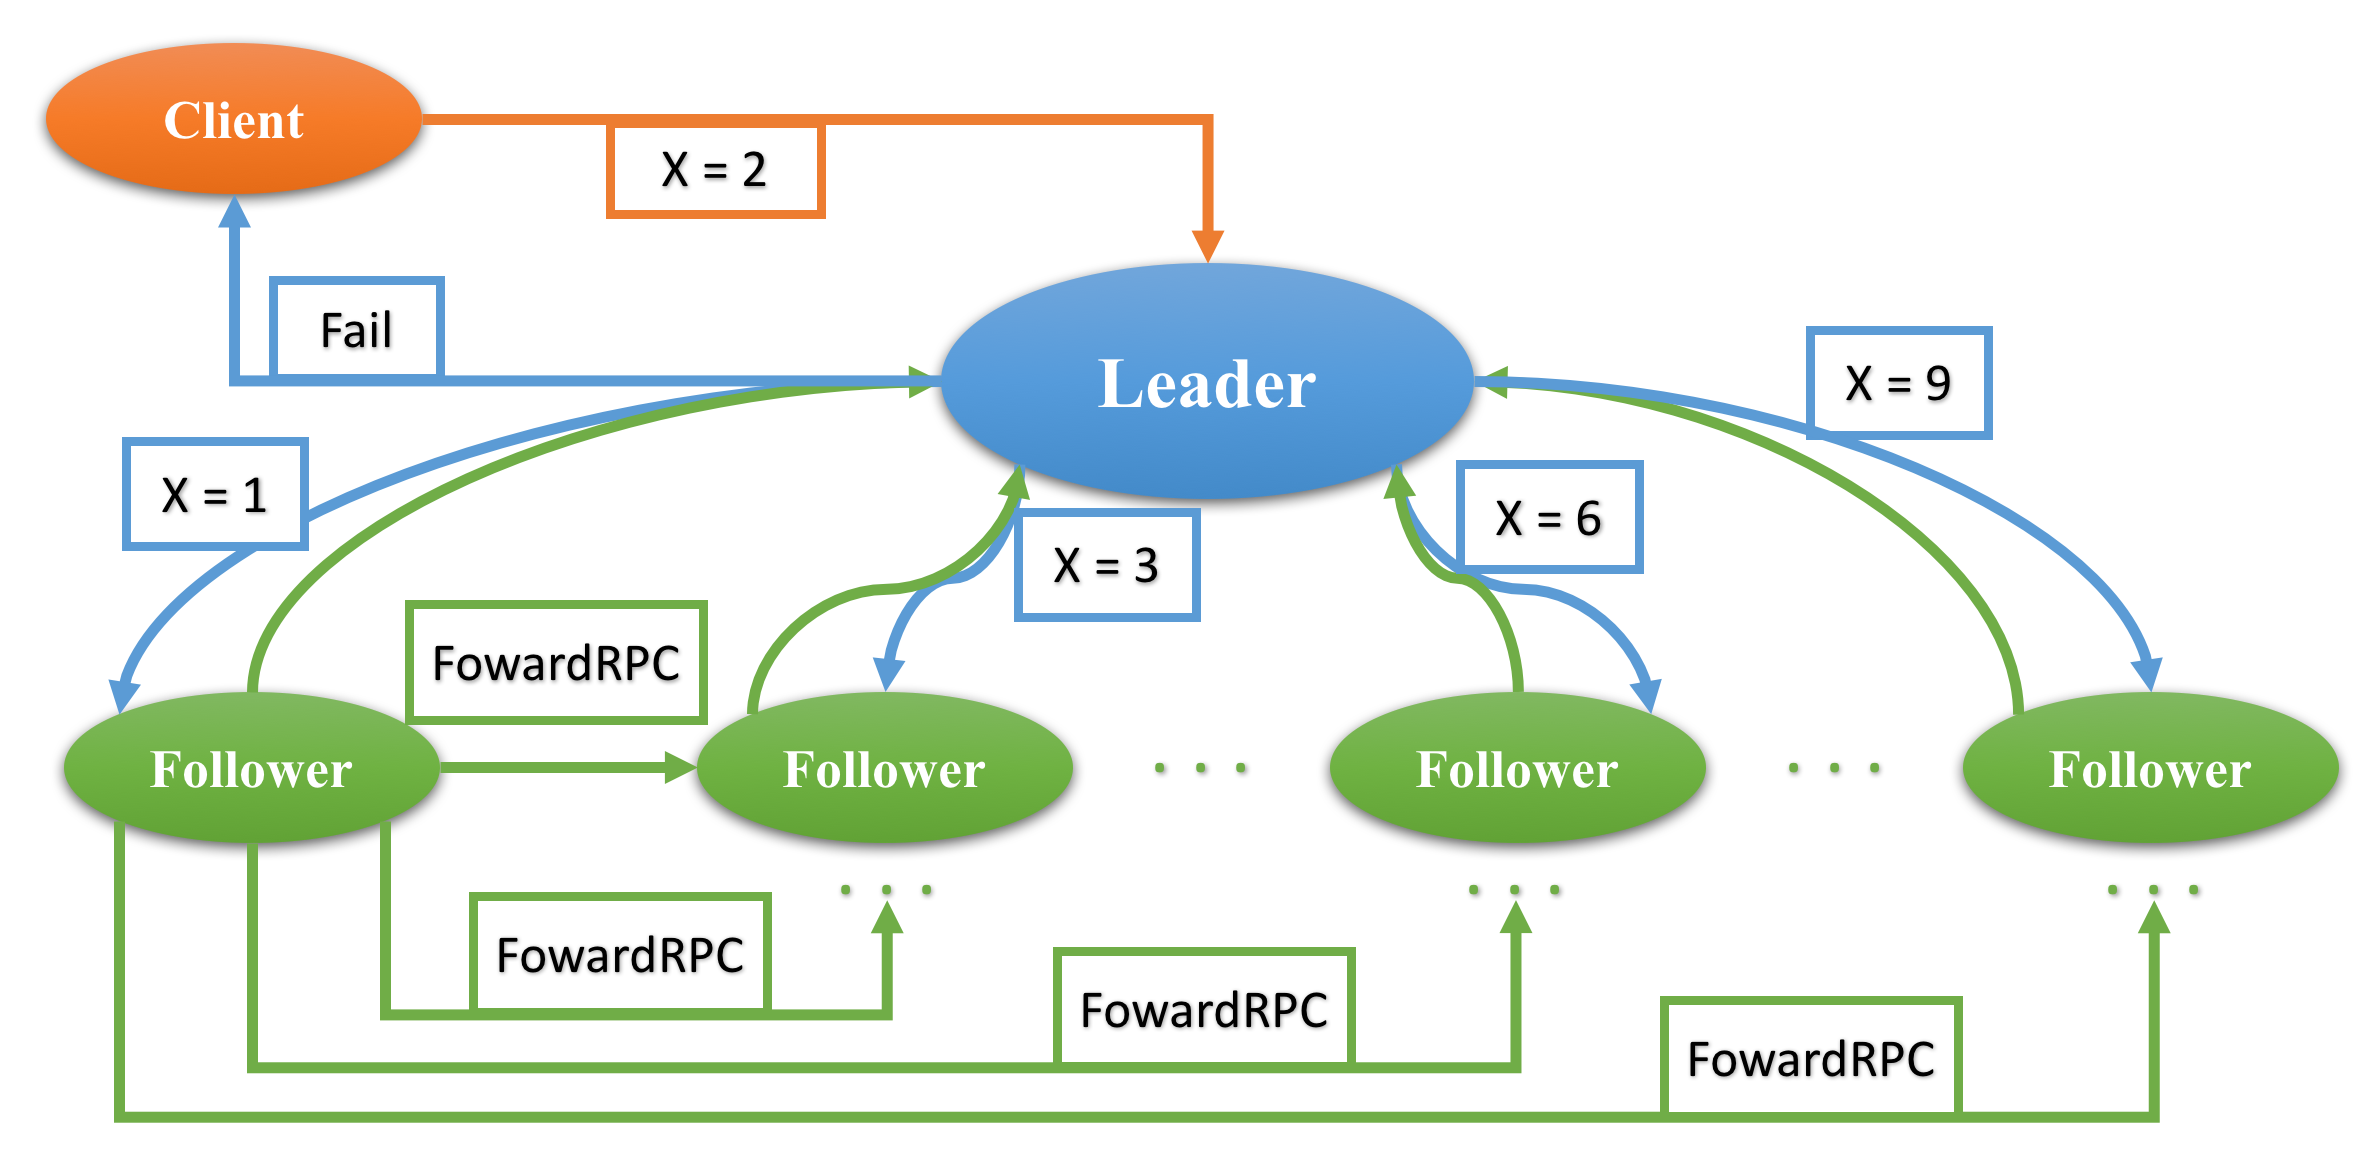 Client
X = 2
Fail
Leader
X = 9
X = 1
X = 3
X = 6
FowardRPC
Follower
Follower
. . .
Follower
. . .
Follower
. . .
. . .
. . .
FowardRPC
FowardRPC
FowardRPC